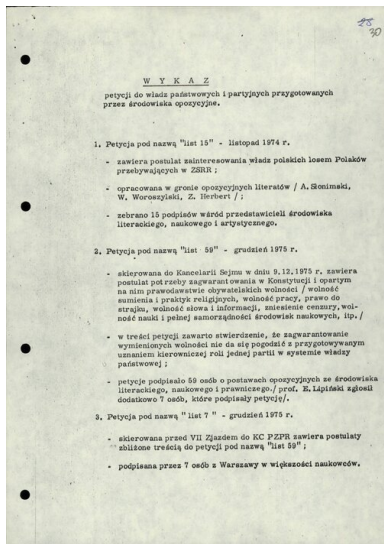 28
30
W Y K A Z
petycji do władz państwowych i partyjnych przygotowanych
przez środowiska opozycyjne.
1. Petycja pod nazwą "list 15" - listopad 1974 r.
- zawiera postulat zainteresowania władz polskich losem Polaków
przebywających w ZSRR ;
- opracowana w gronie opozycyjnych literatów / A. Słonimski,
W. Woroszylski, Z. Herbert / ;
- zebrano 15 podpisów wśród przedstawicieli środowiska
literackiego, naukowego i artystycznego.
2. Petycja pod nazwą "list 59" - grudzień 1975 r.
- skierowana do Kancelarii Sejmu w dniu 9.12.1975 r. zawiera
postulat potrzeby zagwarantowania w Konstytucji i opartym
na nim prawodawstwie obywatelskich wolności / wolność
sumienia i praktyk religijnych, wolność pracy, prawo do
strajku, wolność słowa i informacji, zniesienie cenzury, wol-
ność nauki i pełnej samorządności środowisk naukowych, itp. /
- w treści petycji zawarto stwierdzenie, że zagwarantowanie
wymienionych wolności nie da się pogodzić z przygotowywanym
uznaniem kierowniczej roli jednej partii w systemie władzy
państwowej ;
- petycję podpisało 59 osób o postawach opozycyjnych ze środowiska
literackiego, naukowego i prawniczego. / prof. E. Lipiński zgłosił
dodatkowo 7 osób, które podpisały petycję/.
3. Petycja pod nazwą " list 7 " - grudzień 1975 r.
- skierowana przed VII Zjazdem do KC PZPR zawiera postulaty
zbliżone treścią do petycji pod nazwą "list 59" ;
- podpisana przez 7 osób z Warszawy w większości naukowców.